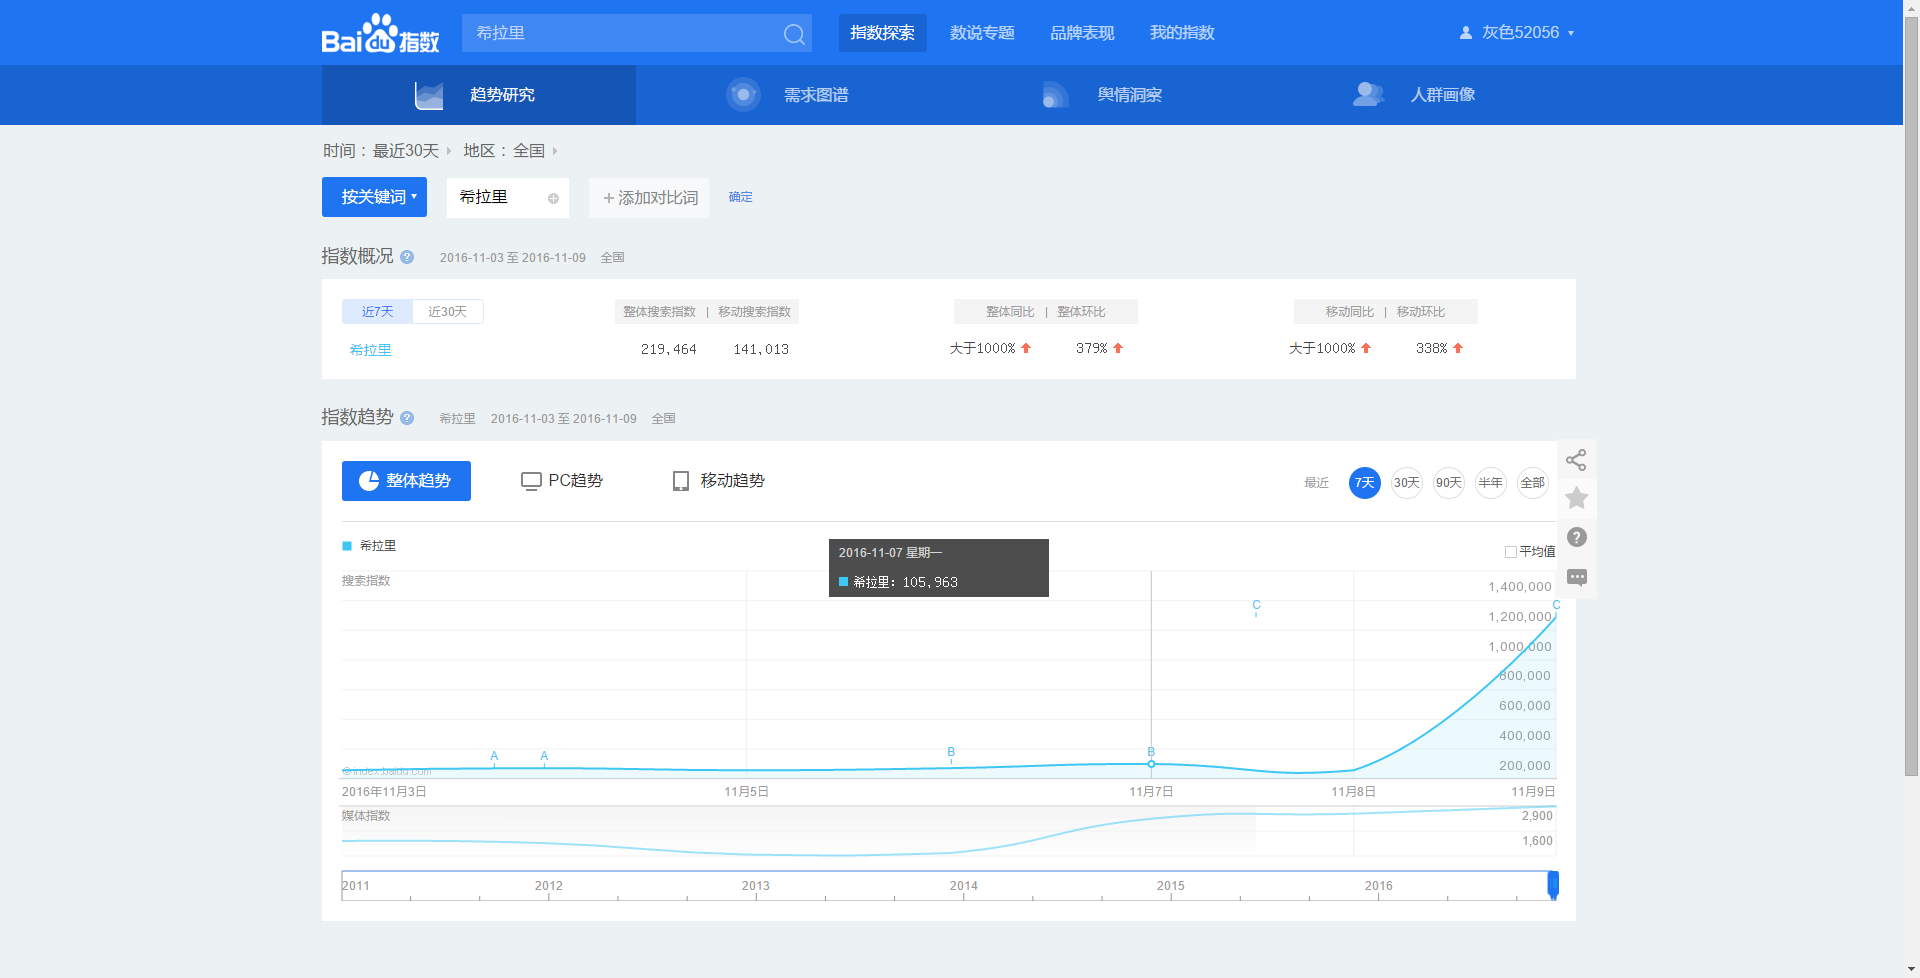 Bai du 指数 希拉里 指数探索 数说专题 品牌表现 我的指数 灰色52056
趋势研究 需求图谱 舆情洞察 人群画像
时间： 最近30天 地区： 全国
按关键词 希拉里 + 添加对比词 确定
指数概况 ? 2016-11-03 至 2016-11-09 全国
近7天 近30天 整体搜索指数 | 移动搜索指数 整体同比 | 整体环比 移动同比 | 移动环比
希拉里 219,464 141,013 大于1000% 379% 大于1000% 338%
指数趋势 ? 希拉里 2016-11-03 至 2016-11-09 全国
整体趋势 PC趋势 移动趋势 最近 7天 30天 90天 半年 全部
希拉里
平均值
2016-11-07 星期一
希拉里: 105,963
搜索指数
1,400,000
C C
1,200,000
1,000,000
800,000
600,000
400,000
A A B B
200,000
©index.baidu.com
2016年11月3日 11月5日 11月7日 11月8日 11月9日
媒体指数 2,900
1,600
2011 2012 2013 2014 2015 2016